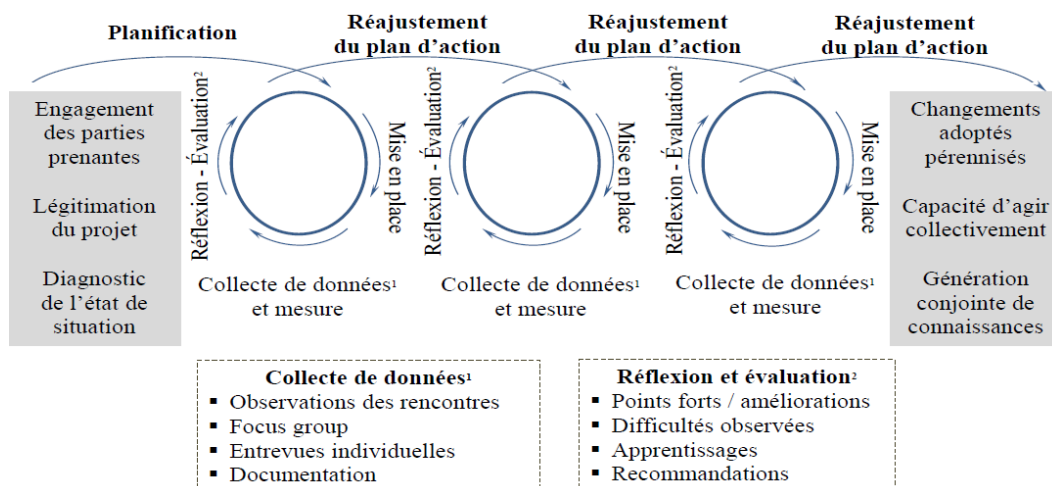 Planification
Réajustement
du plan d’action
Réajustement
du plan d’action
Réajustement
du plan d’action
Engagement
des parties
prenantes
Légitimation
du projet
Diagnostic
de l’état de
situation
Réflexion - Évaluation²
Mise en place
Collecte de données¹
et mesure
Réflexion - Évaluation²
Mise en place
Collecte de données¹
et mesure
Réflexion - Évaluation²
Mise en place
Collecte de données¹
et mesure
Changements
adoptés
pérennisés
Capacité d’agir
collectivement
Génération
conjointe de
connaissances
Collecte de données¹
▪ Observations des rencontres
▪ Focus group
▪ Entrevues individuelles
▪ Documentation
Réflexion et évaluation²
▪ Points forts / améliorations
▪ Difficultés observées
▪ Apprentissages
▪ Recommandations